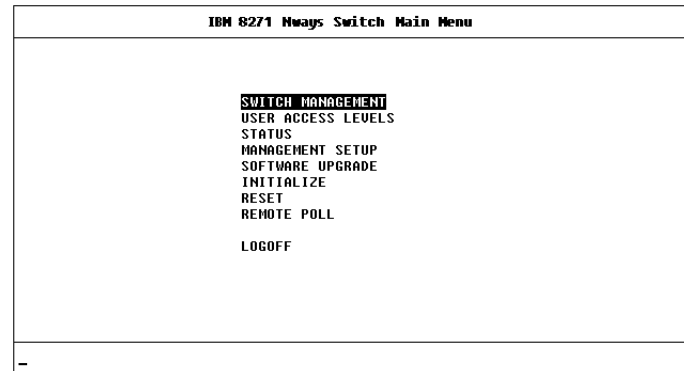 IBM 8271 Nways Switch Main Menu
SWITCH MANAGEMENT
USER ACCESS LEVELS
STATUS
MANAGEMENT SETUP
SOFTWARE UPGRADE
INITIALIZE
RESET
REMOTE POLL
LOGOFF